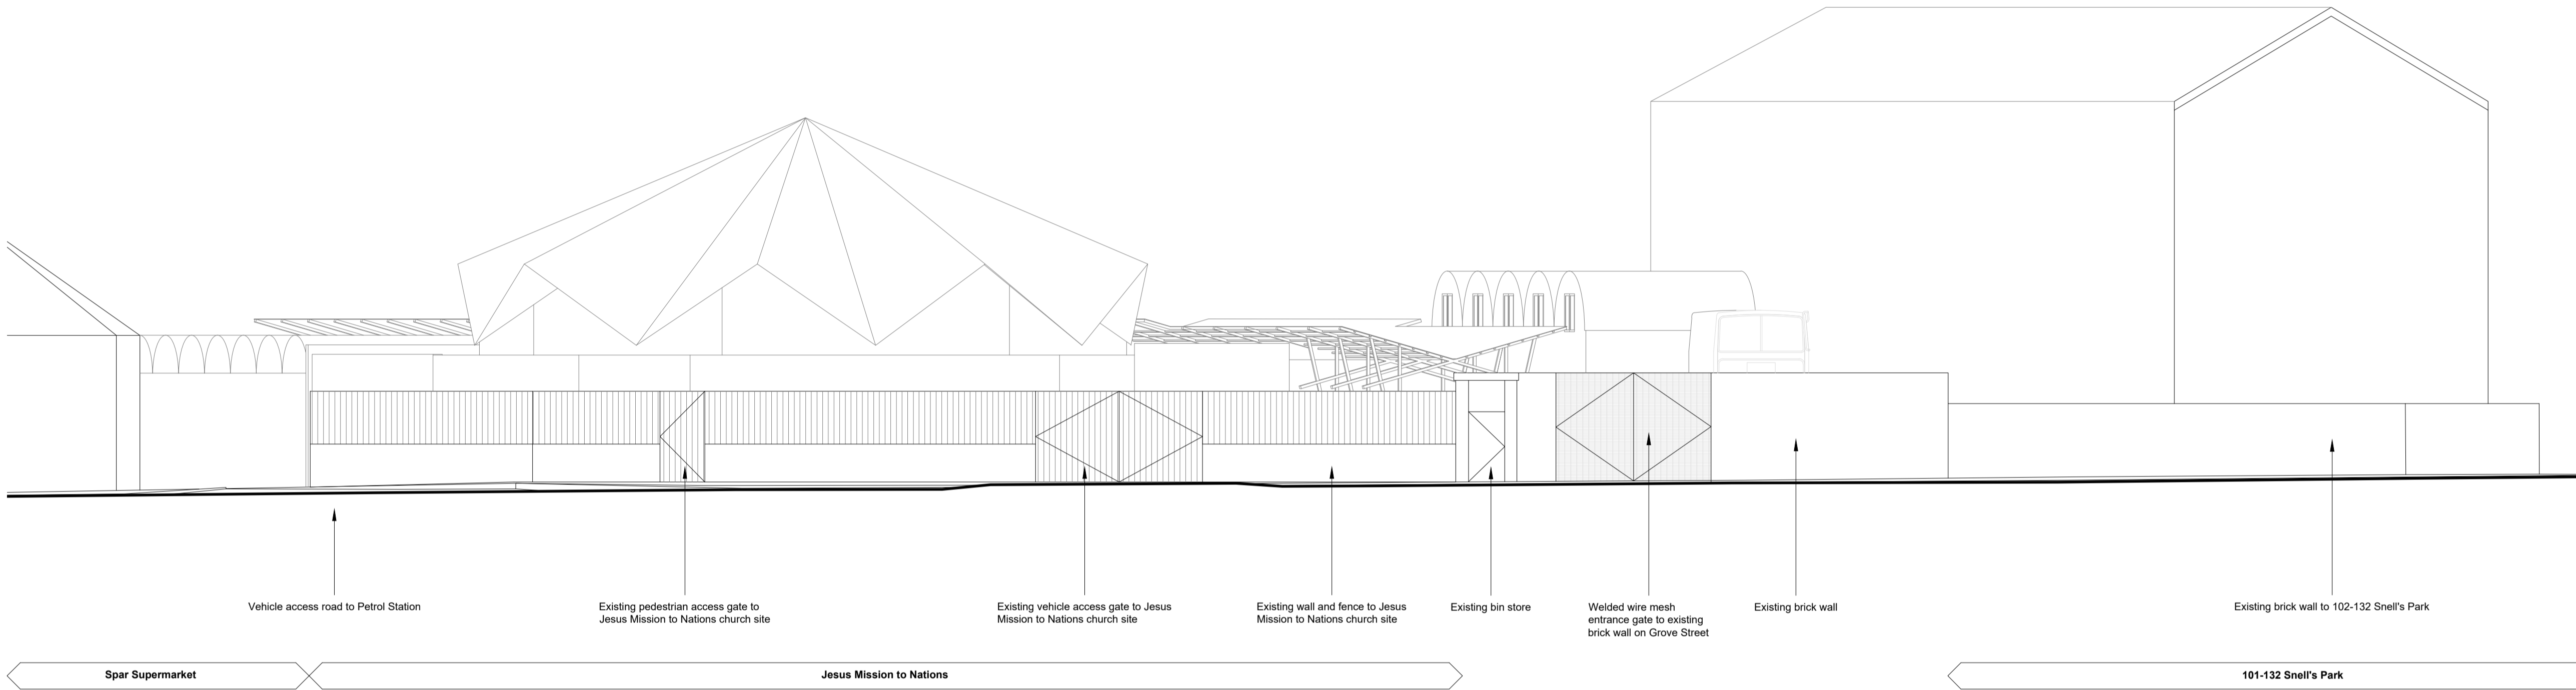 Vehicle access road to Petrol Station
Existing pedestrian access gate to
Jesus Mission to Nations church site
Existing vehicle access gate to Jesus
Mission to Nations church site
Existing wall and fence to Jesus
Mission to Nations church site
Existing bin store
Welded wire mesh
entrance gate to existing
brick wall on Grove Street
Existing brick wall
Existing brick wall to 102-132 Snell's Park
Spar Supermarket
Jesus Mission to Nations
101-132 Snell's Park